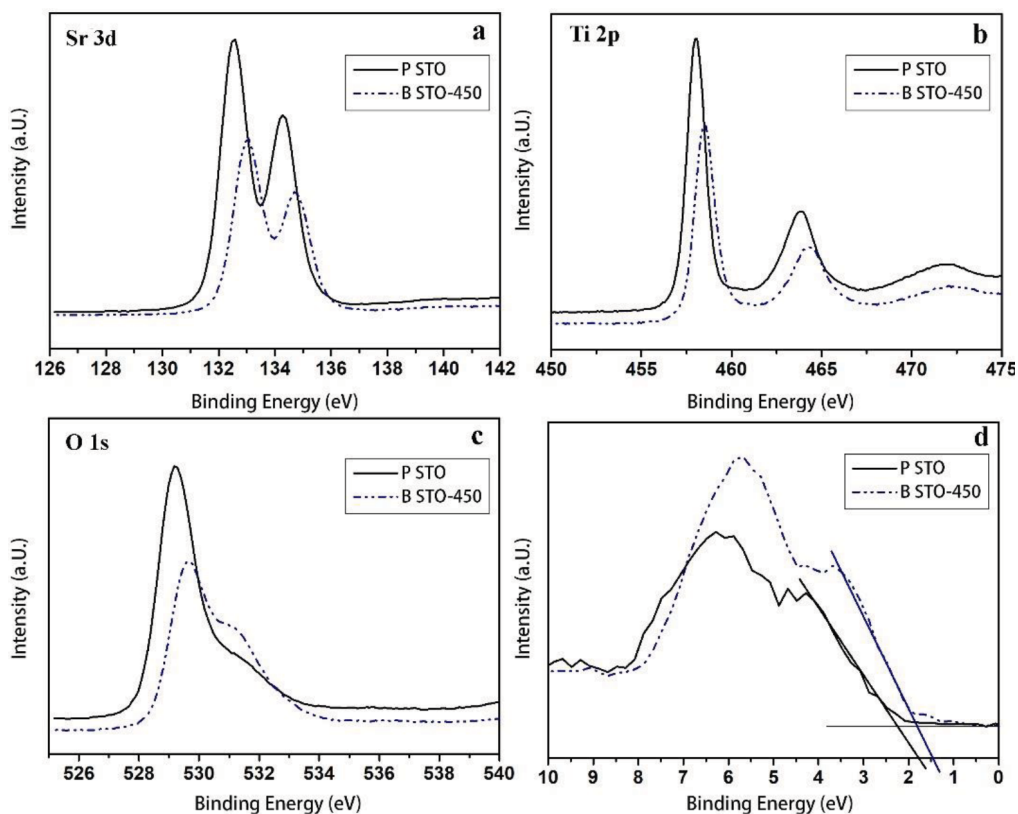 Sr 3d
a
P STO
B STO-450
Intensity (a.U.)
126 128 130 132 134 136 138 140 142
Binding Energy (eV)
Ti 2p
b
P STO
B STO-450
Intensity (a.U.)
450 455 460 465 470 475
Binding Energy (eV)
O 1s
c
P STO
B STO-450
Intensity (a.U.)
526 528 530 532 534 536 538 540
Binding Energy (eV)
d
P STO
B STO-450
Intensity (a.U.)
10 9 8 7 6 5 4 3 2 1 0
Binding Energy (eV)